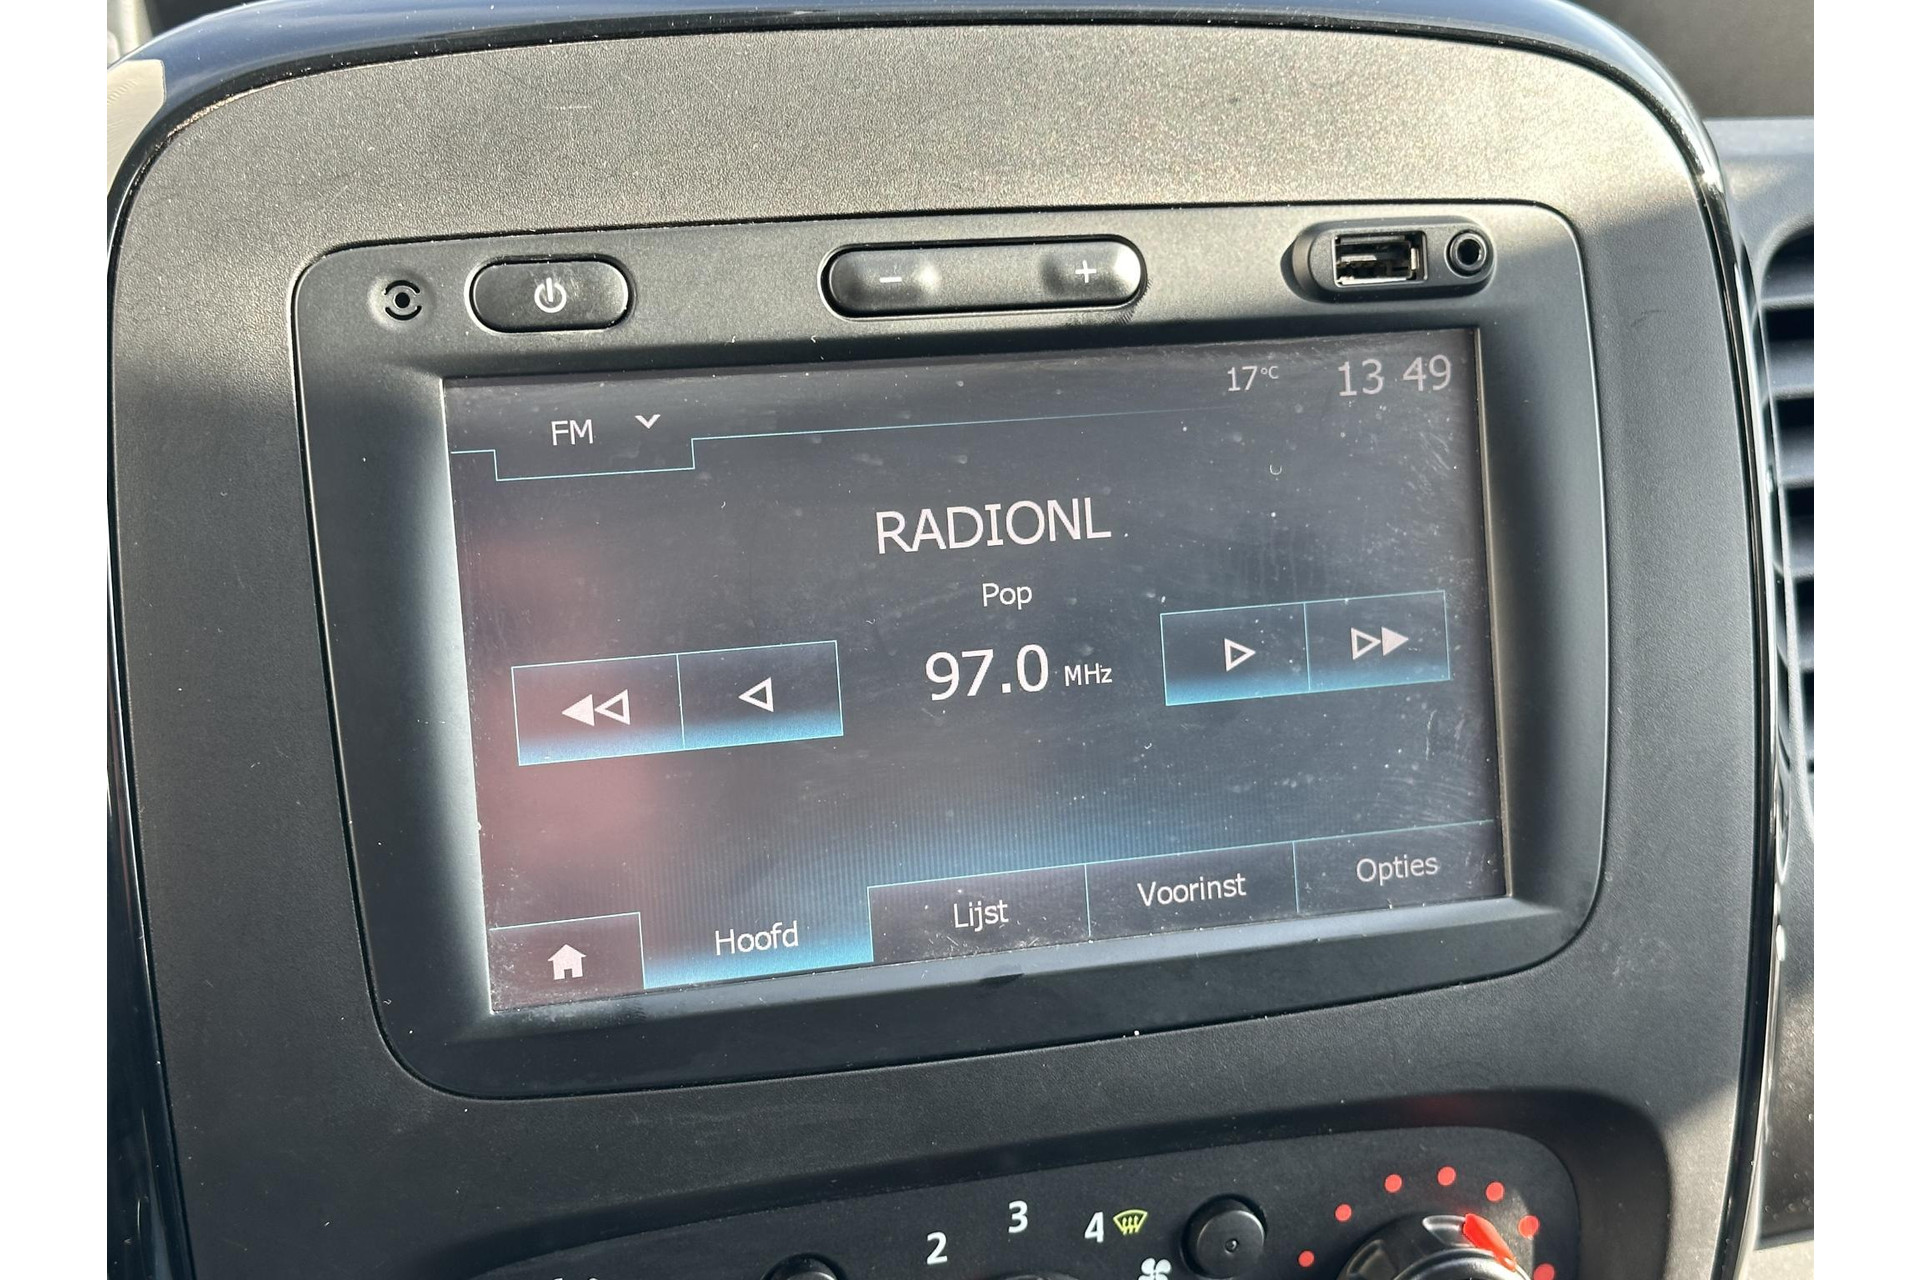 17°C 13 49
FM
RADIONL
Pop
97.0 MHz
Hoofd
Lijst
Voorinst
Opties
2
3
4